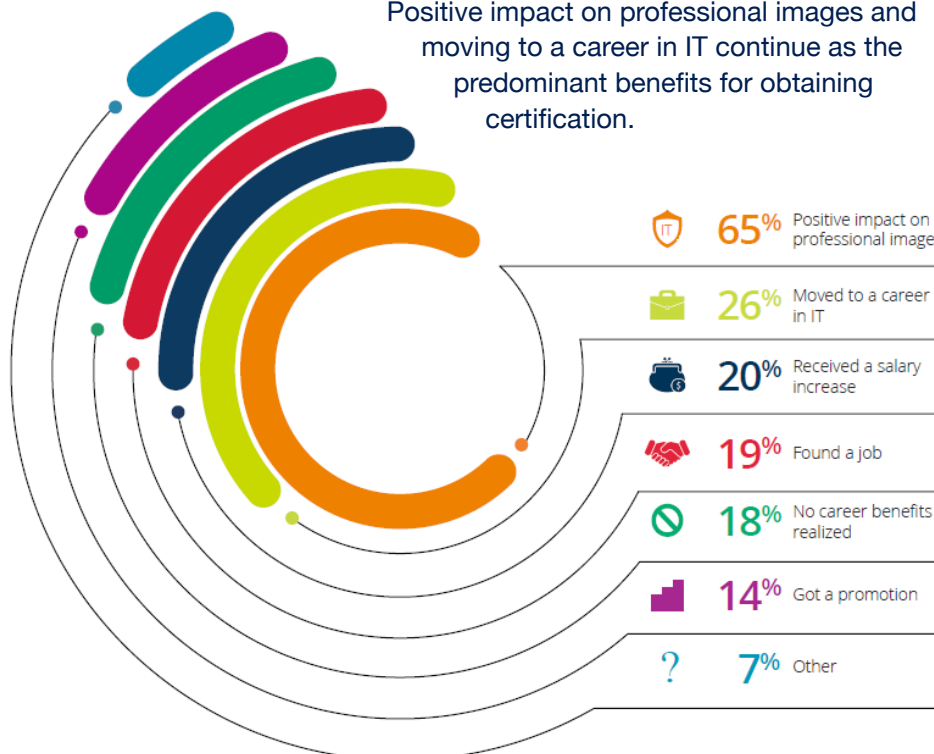 Positive impact on professional images and
moving to a career in IT continue as the
predominant benefits for obtaining
certification.
IT
65% Positive impact on
professional image
26% Moved to a career
in IT
$
20% Received a salary
increase
19% Found a job
18% No career benefits
realized
14% Got a promotion
? 7% Other